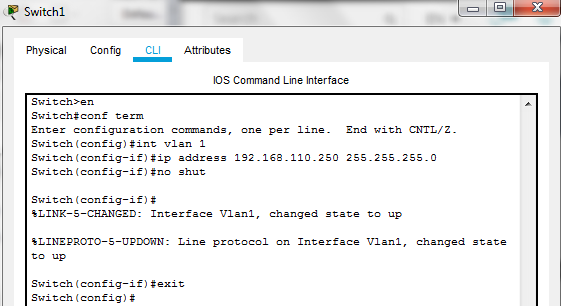 Switch1
Physical Config CLI Attributes
IOS Command Line Interface
Switch>en
Switch#conf term
Enter configuration commands, one per line.  End with CNTL/Z.
Switch(config)#int vlan 1
Switch(config-if)#ip address 192.168.110.250 255.255.255.0
Switch(config-if)#no shut
Switch(config-if)#
%LINK-5-CHANGED: Interface Vlan1, changed state to up
%LINEPROTO-5-UPDOWN: Line protocol on Interface Vlan1, changed state
to up
Switch(config-if)#exit
Switch(config)#